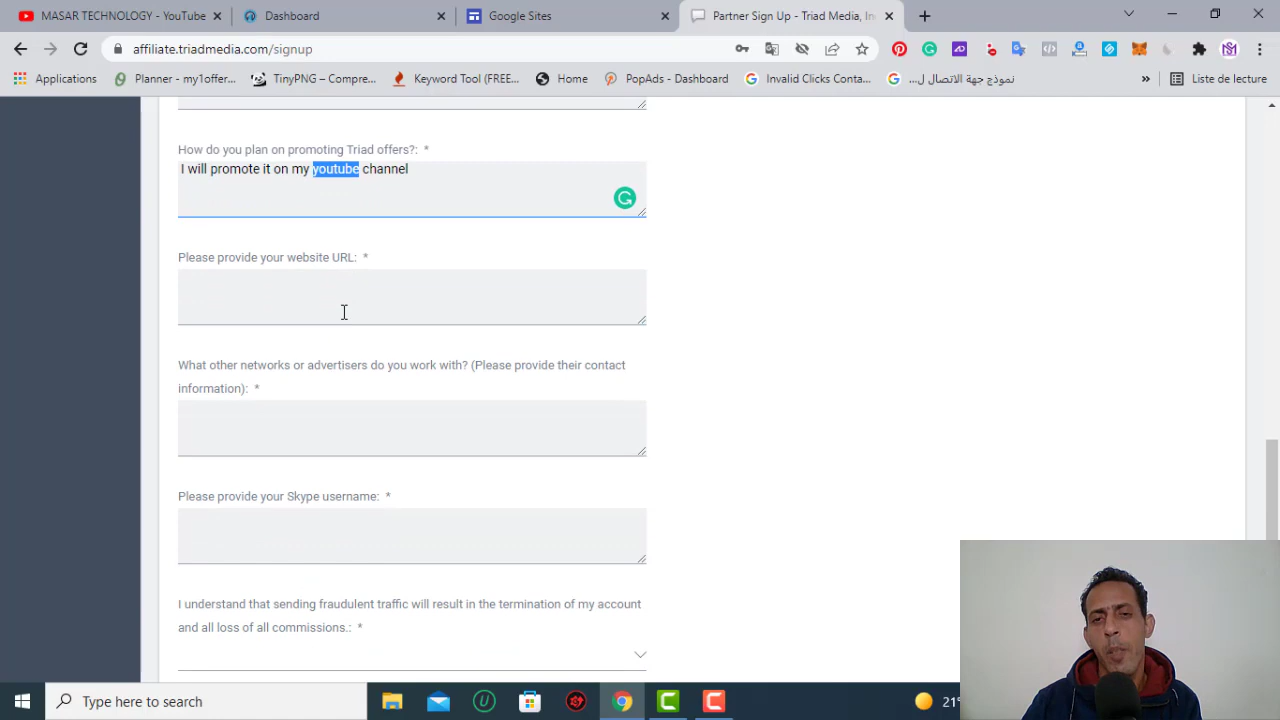 MASAR TECHNOLOGY - YouTube
Dashboard
Google Sites
Partner Sign Up - Triad Media, In
affiliate.triadmedia.com/signup
Applications
Planner - my1offer...
TinyPNG – Compre...
Keyword Tool (FREE...
Home
PopAds - Dashboard
Invalid Clicks Conta...
نموذج جهة الاتصال ل...
»
Liste de lecture
How do you plan on promoting Triad offers?: *
I will promote it on my youtube channel
Please provide your website URL: *
What other networks or advertisers do you work with? (Please provide their contact
information): *
Please provide your Skype username: *
I understand that sending fraudulent traffic will result in the termination of my account
and all loss of all commissions.: *
Type here to search
21°